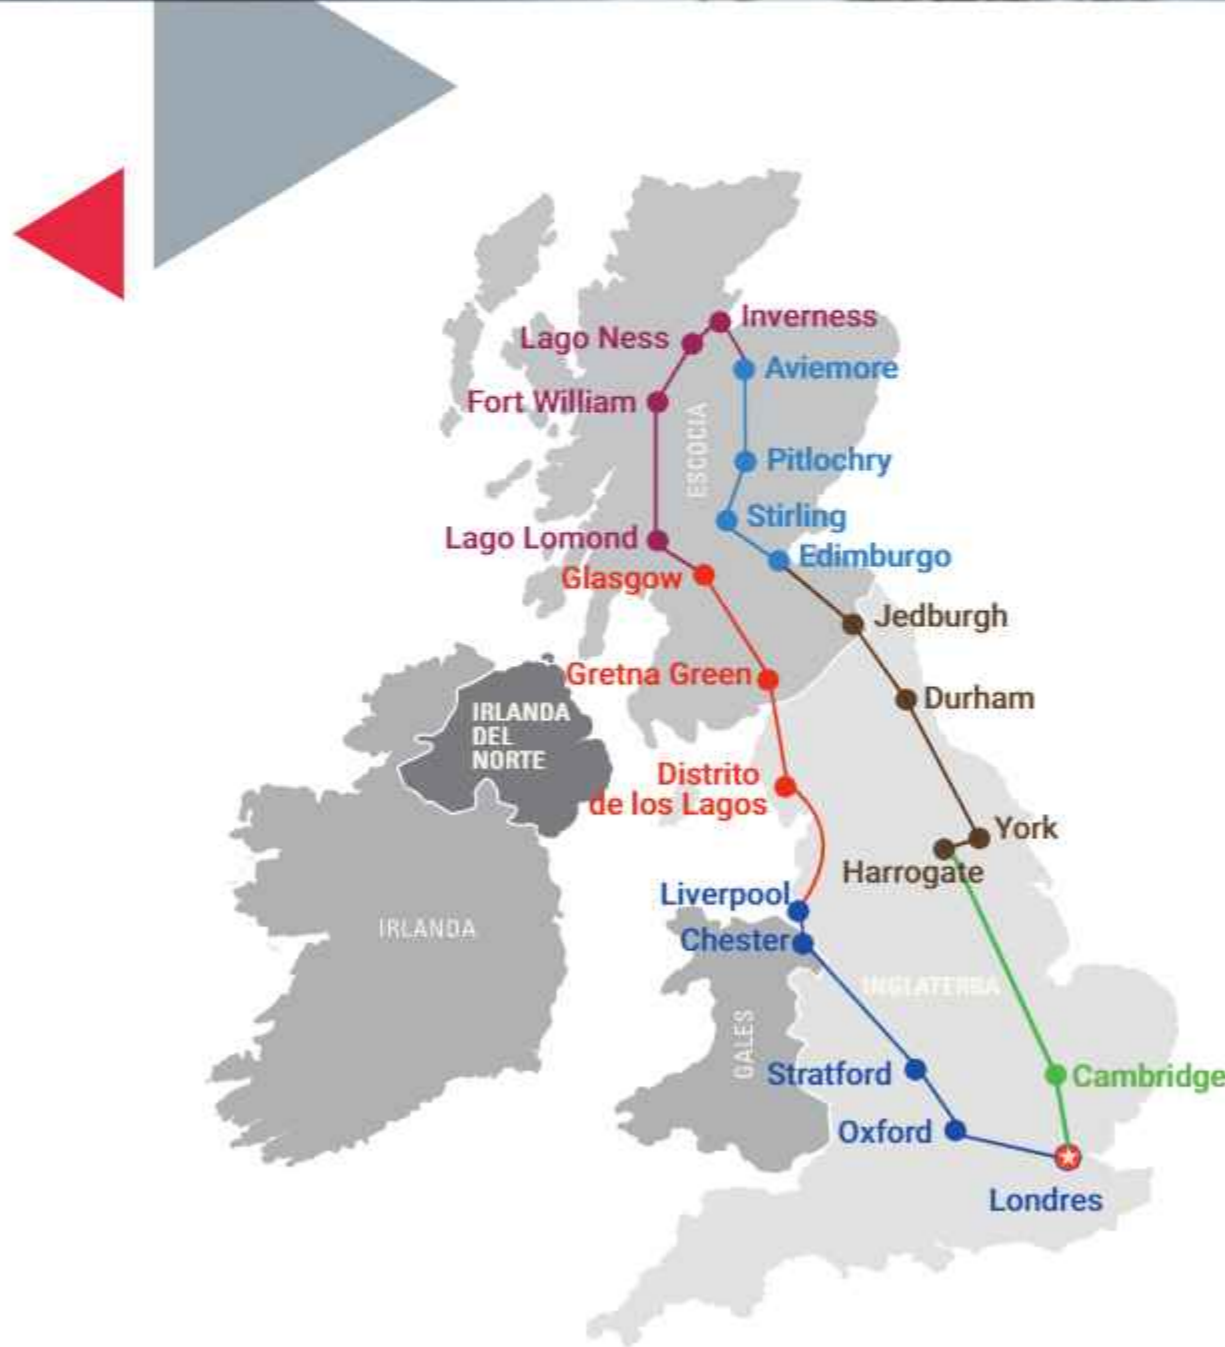 Inverness
Lago Ness
Aviemore
Fort William
ESCOCIA
Pitlochry
Stirling
Lago Lomond
Edimburgo
Glasgow
Jedburgh
Gretna Green
Durham
IRLANDA
DEL
NORTE
Distrito
de los Lagos
York
Harrogate
Liverpool
IRLANDA
Chester
INGLATERRA
GALES
Stratford
Cambridge
Oxford
Londres